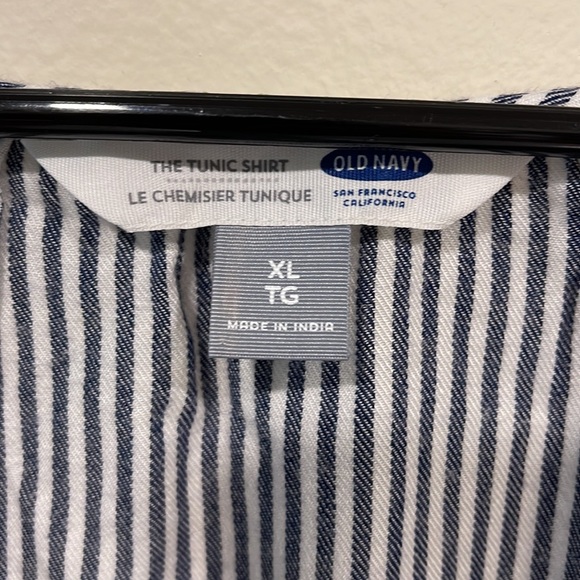 THE TUNIC SHIRT
LE CHEMISIER TUNIQUE
OLD NAVY
SAN FRANCISCO
CALIFORNIA
XL
TG
MADE IN INDIA